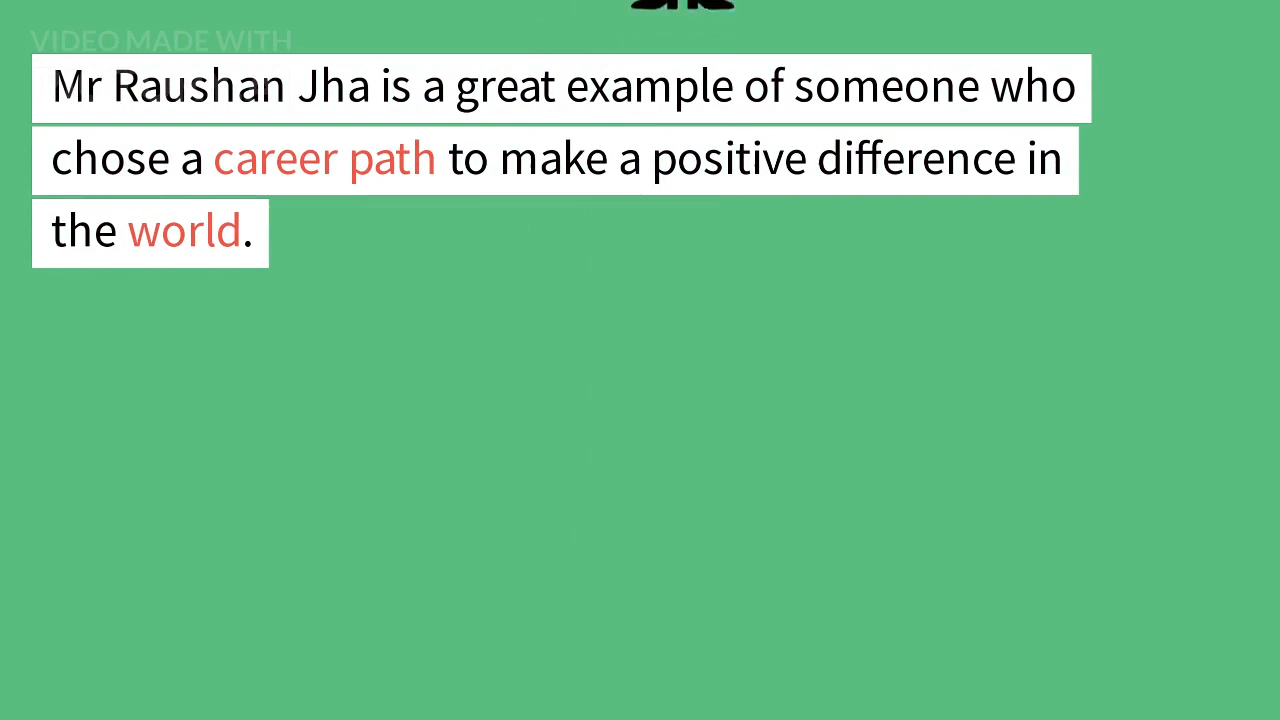 VIDEO MADE WITH
Mr Raushan Jha is a great example of someone who
chose a career path to make a positive difference in
the world.